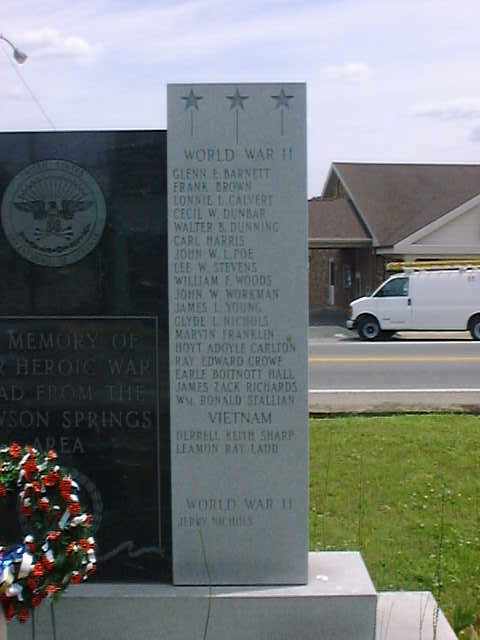 MEMORY OF
HEROIC WAR
FROM THE
SPRINGS
AREA
WORLD WAR II
GLENN E. BARNETT
FRANK BROWN
LONNIE L. CALVERT
CECIL W. DUNBAR
WALTER B. DUNNING
CARL HARRIS
JOHN W. L. POE
LEE W. STEVENS
WILLIAM F. WOODS
JOHN W. WORKMAN
JAMES L. YOUNG
CLYDE L. NICHOLS
MARVIN FRANKLIN
HOYT ADOYLE CARLTON
RAY EDWARD CROWE
EARLE BOITNOTT HALL
JAMES ZACK RICHARDS
WM. RONALD STALLIAN
VIETNAM
DERRELL KEITH SHARP
LEAMON RAY LADD
WORLD WAR II
JERRY NICHOLS